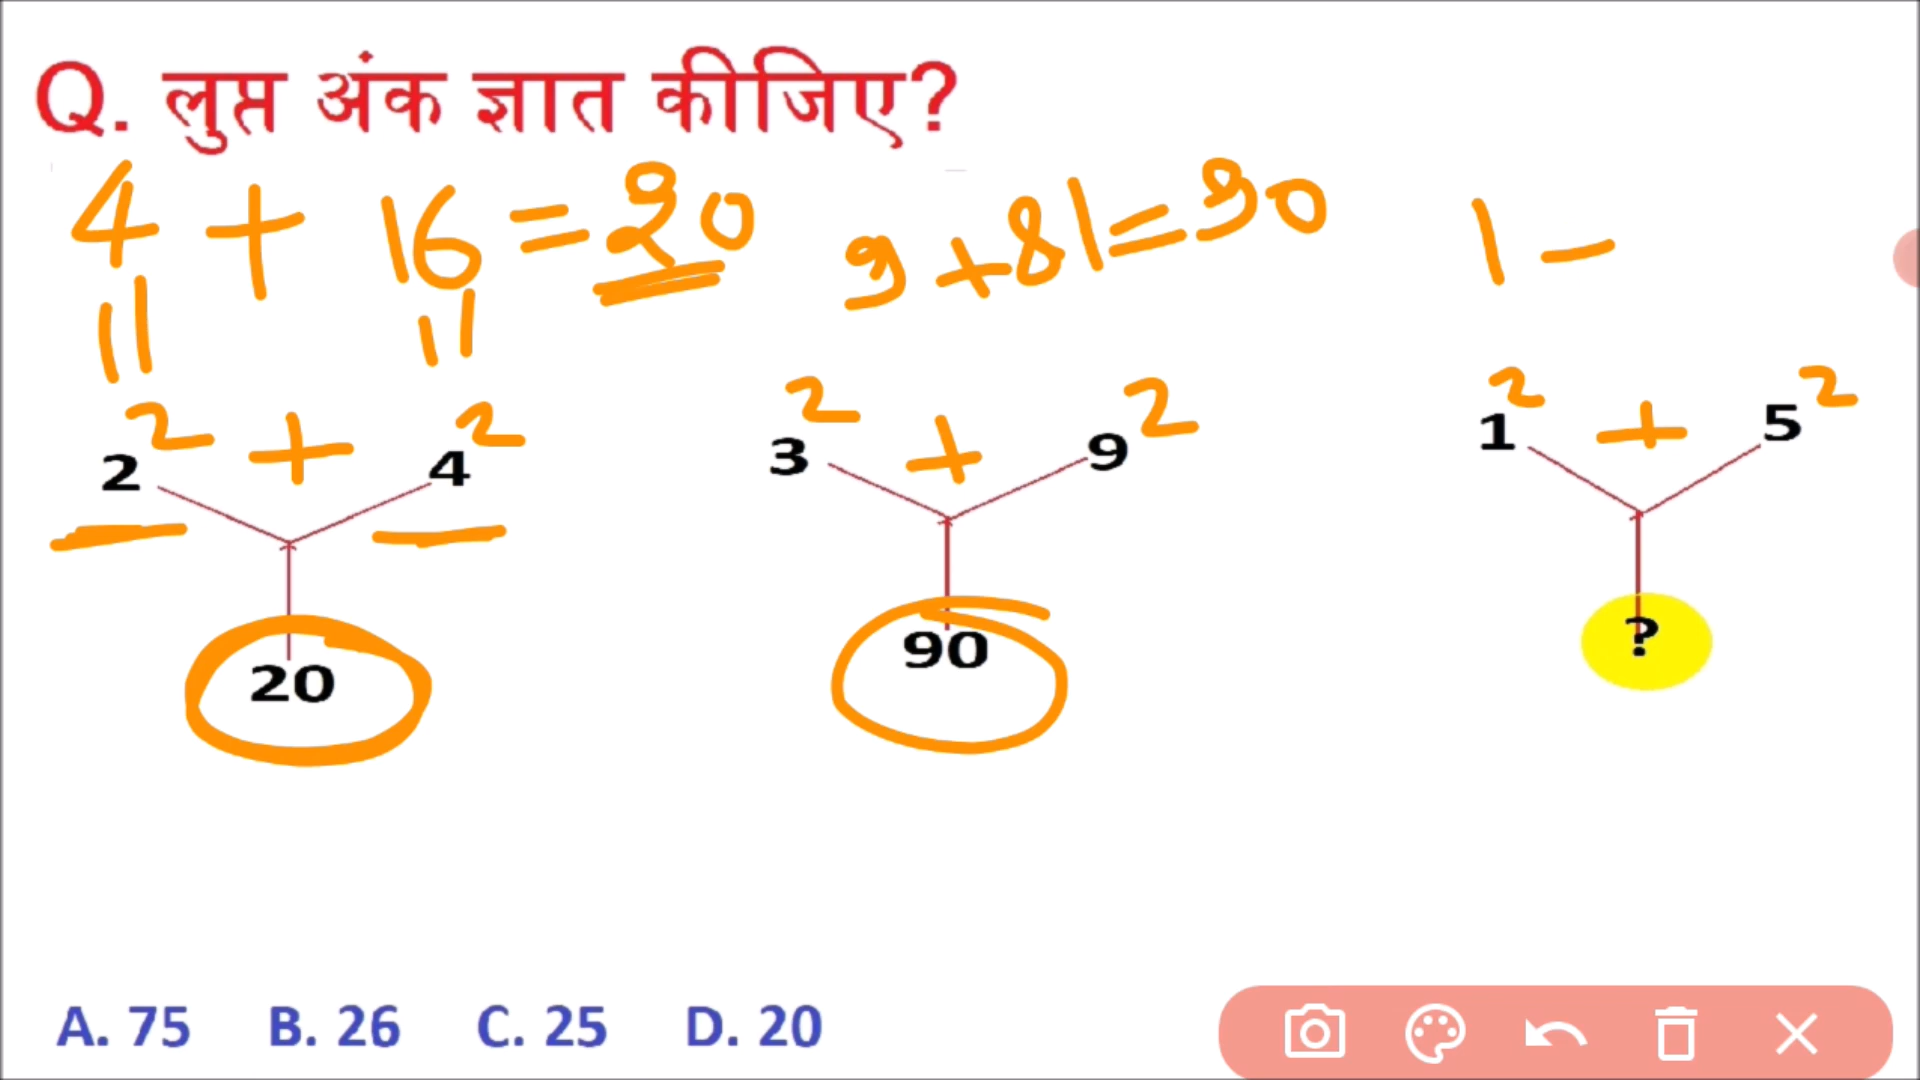 Q. लुप्त अंक ज्ञात कीजिए?
4 + 16 = 20 9 + 81 = 90 1 -
2² + 4² 3² + 9² 1² + 5²
20 90 ?
A. 75 B. 26 C. 25 D. 20